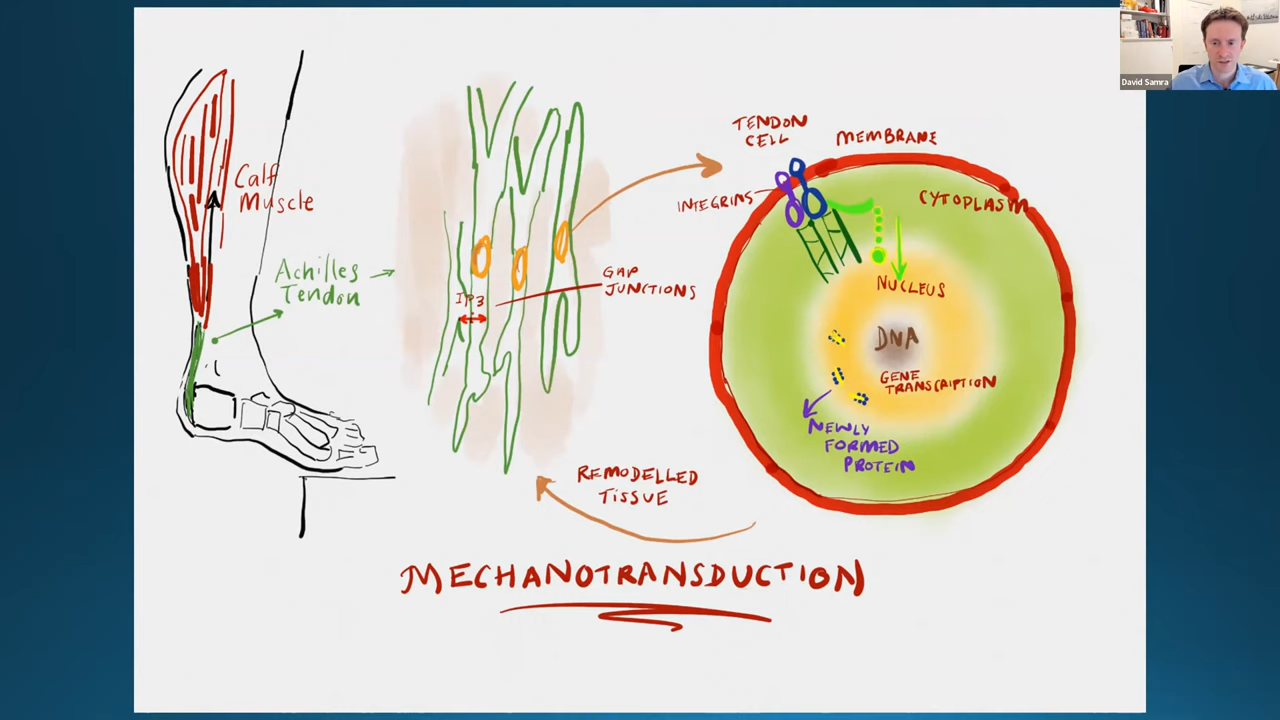 David Samra
Calf
Muscle
Achilles
Tendon
IP3
GAP
JUNCTIONS
TENDON
CELL
MEMBRANE
INTEGRINS
CYTOPLASM
NUCLEUS
DNA
GENE
TRANSCRIPTION
NEWLY
FORMED
PROTEIN
REMODELLED
TISSUE
MECHANOTRANSDUCTION